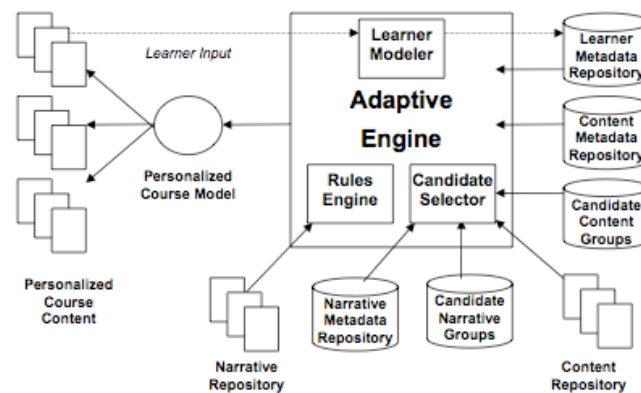 Learner Input
Learner
Modeler
Learner
Metadata
Repository
Adaptive
Engine
Content
Metadata
Repository
Personalized
Course Model
Rules
Engine
Candidate
Selector
Candidate
Content
Groups
Personalized
Course
Content
Narrative
Metadata
Repository
Candidate
Narrative
Groups
Narrative
Repository
Content
Repository